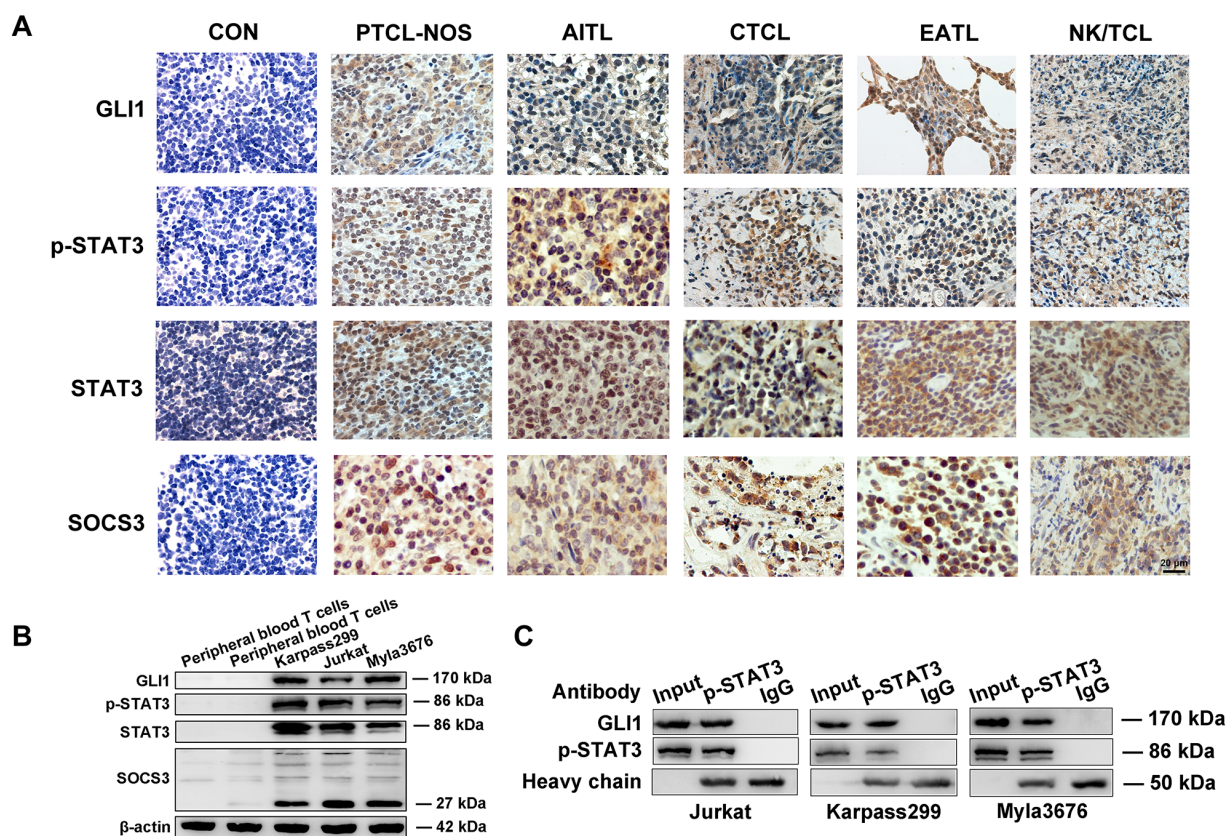 A
CON PTCL-NOS AITL CTCL EATL NK/TCL
GLI1
p-STAT3
STAT3
SOCS3
20 μm
B
Peripheral blood T cells
Peripheral blood T cells
Karpass299
Jurkat
Myla3676
GLI1 — 170 kDa
p-STAT3 — 86 kDa
STAT3 — 86 kDa
SOCS3
— 27 kDa
β-actin — 42 kDa
C
Antibody Input p-STAT3 IgG Input p-STAT3 IgG Input p-STAT3 IgG
GLI1 — 170 kDa
p-STAT3 — 86 kDa
Heavy chain — 50 kDa
Jurkat Karpass299 Myla3676